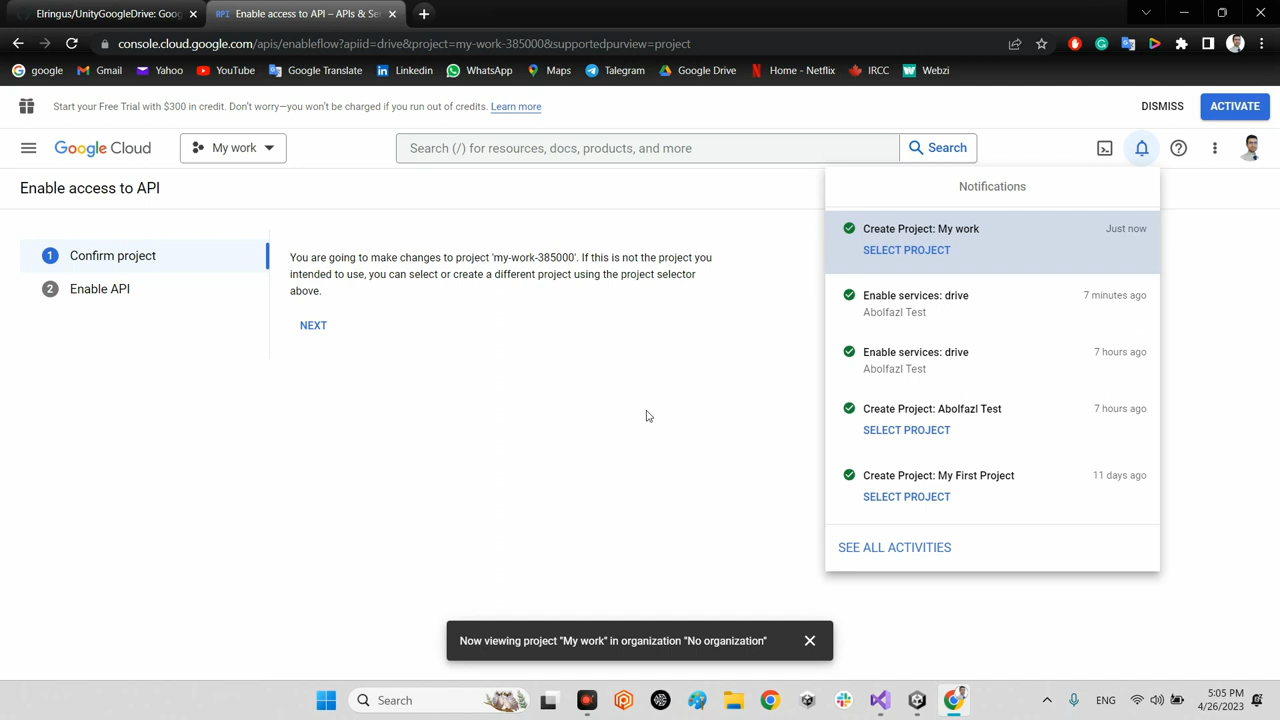 Elringus/UnityGoogleDrive: Goog
API Enable access to API – APIs & Se
console.cloud.google.com/apis/enableflow?apiid=drive&project=my-work-385000&supportedpurview=project
google Gmail Yahoo YouTube Google Translate Linkedin WhatsApp Maps Telegram Google Drive Home - Netflix IRCC Webzi
Start your Free Trial with $300 in credit. Don't worry—you won't be charged if you run out of credits. Learn more
DISMISS ACTIVATE
Google Cloud My work Search (/) for resources, docs, products, and more Search
Enable access to API
1 Confirm project
2 Enable API
You are going to make changes to project 'my-work-385000'. If this is not the project you
intended to use, you can select or create a different project using the project selector
above.
NEXT
Notifications
Create Project: My work Just now
SELECT PROJECT
Enable services: drive 7 minutes ago
Abolfazl Test
Enable services: drive 7 hours ago
Abolfazl Test
Create Project: Abolfazl Test 7 hours ago
SELECT PROJECT
Create Project: My First Project 11 days ago
SELECT PROJECT
SEE ALL ACTIVITIES
Now viewing project "My work" in organization "No organization"
Search
ENG
5:05 PM
4/26/2023